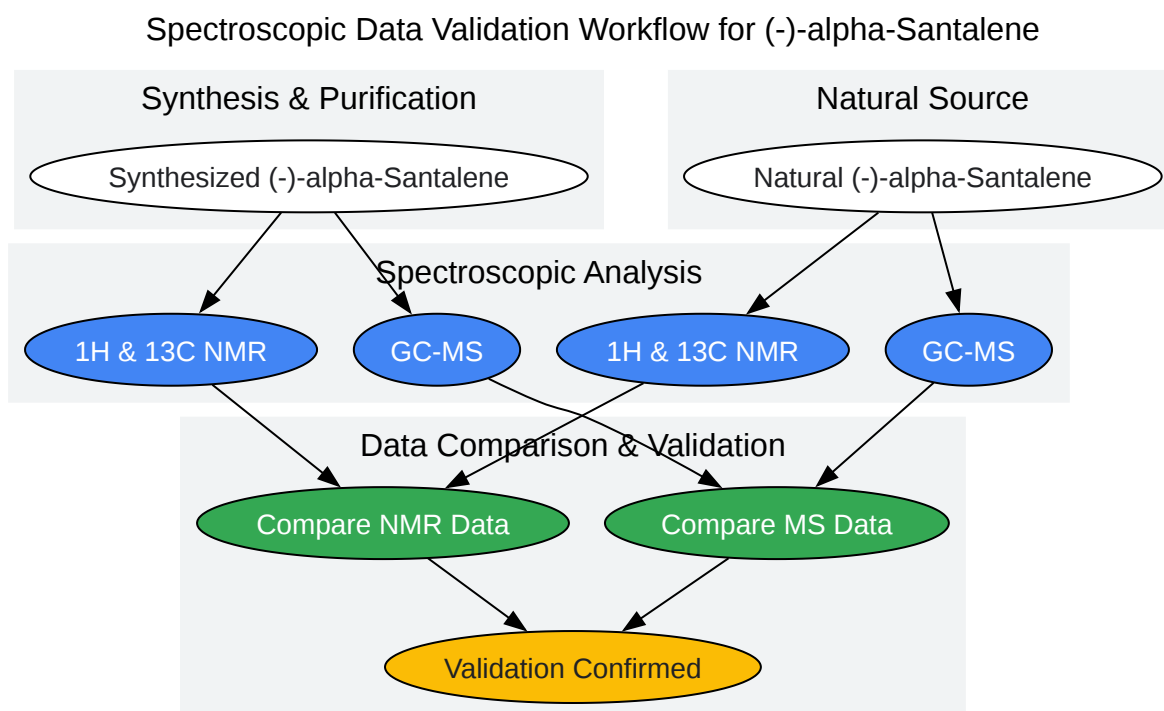 Spectroscopic Data Validation Workflow for (-)-alpha-Santalene
Synthesis & Purification
Natural Source
Synthesized (-)-alpha-Santalene
Natural (-)-alpha-Santalene
Spectroscopic Analysis
1H & 13C NMR
GC-MS
1H & 13C NMR
GC-MS
Data Comparison & Validation
Compare NMR Data
Compare MS Data
Validation Confirmed